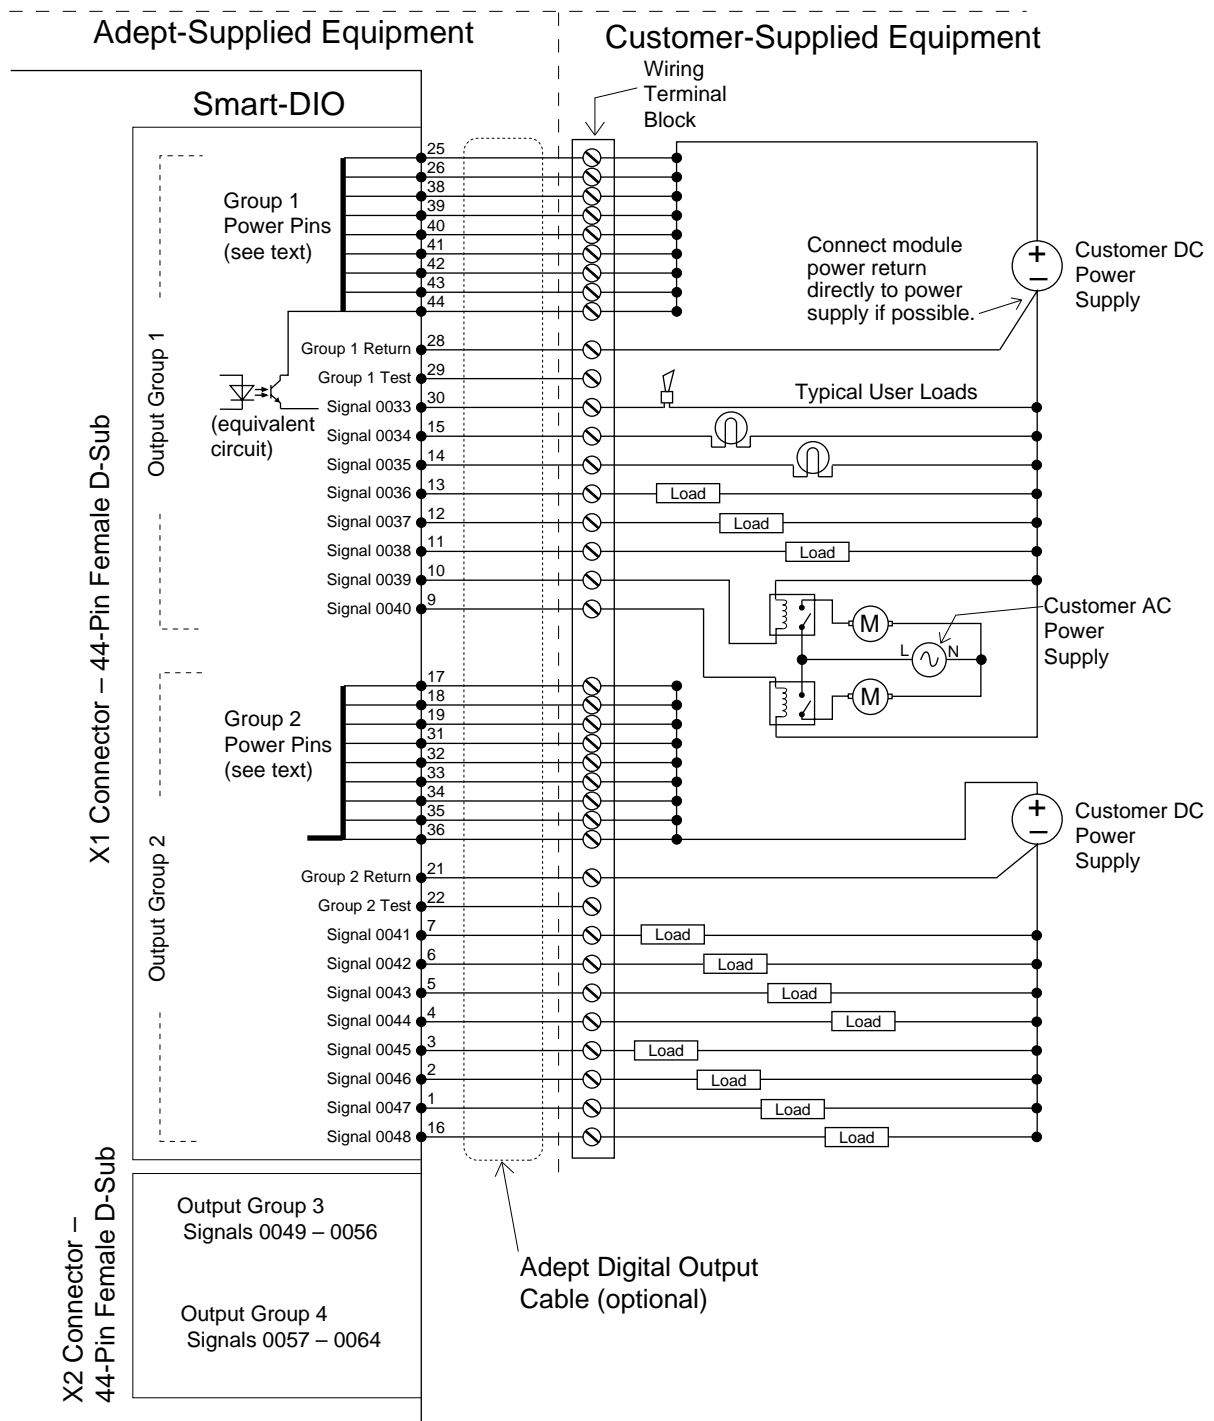 Adept-Supplied Equipment
Customer-Supplied Equipment
Wiring
Terminal
Block
Smart-DIO
X1 Connector – 44-Pin Female D-Sub
Output Group 1
Group 1
Power Pins
(see text)
25
26
38
39
40
41
42
43
44
Connect module
power return
directly to power
supply if possible.
+
–
Customer DC
Power
Supply
(equivalent
circuit)
Group 1 Return
28
Group 1 Test
29
Signal 0033
30
Typical User Loads
Signal 0034
15
Signal 0035
14
Signal 0036
13
Load
Signal 0037
12
Load
Signal 0038
11
Load
Signal 0039
10
Signal 0040
9
M
L
N
M
Customer AC
Power
Supply
Output Group 2
Group 2
Power Pins
(see text)
17
18
19
31
32
33
34
35
36
+
–
Customer DC
Power
Supply
Group 2 Return
21
Group 2 Test
22
Signal 0041
7
Load
Signal 0042
6
Load
Signal 0043
5
Load
Signal 0044
4
Load
Signal 0045
3
Load
Signal 0046
2
Load
Signal 0047
1
Load
Signal 0048
16
Load
X2 Connector –
44-Pin Female D-Sub
Output Group 3
Signals 0049 – 0056
Output Group 4
Signals 0057 – 0064
Adept Digital Output
Cable (optional)